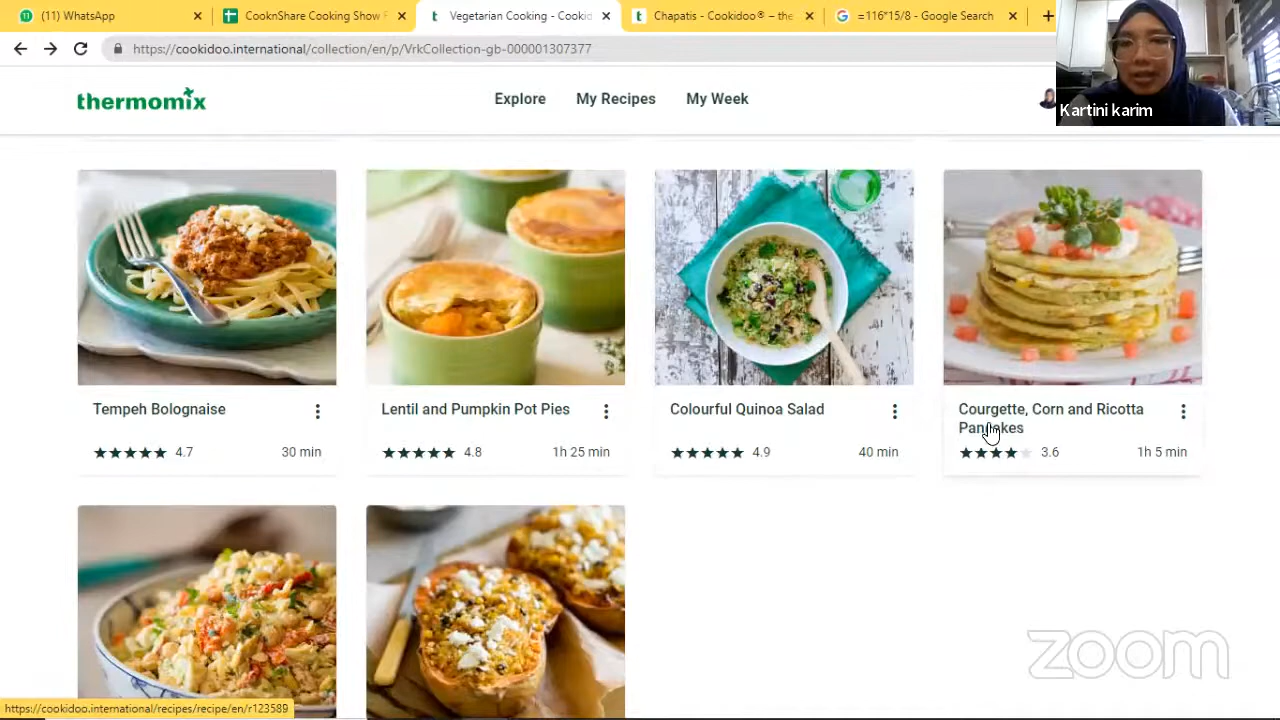 (11) WhatsApp
CooknShare Cooking Show F
Vegetarian Cooking - Cookid
Chapatis - Cookidoo® – the
=116*15/8 - Google Search
https://cookidoo.international/collection/en/p/VrkCollection-gb-000001307377
Kartini karim
thermomix
Explore
My Recipes
My Week
Tempeh Bolognaise
4.7
30 min
Lentil and Pumpkin Pot Pies
4.8
1h 25 min
Colourful Quinoa Salad
4.9
40 min
Courgette, Corn and Ricotta
Pancakes
3.6
1h 5 min
zoom
https://cookidoo.international/recipes/recipe/en/r123589